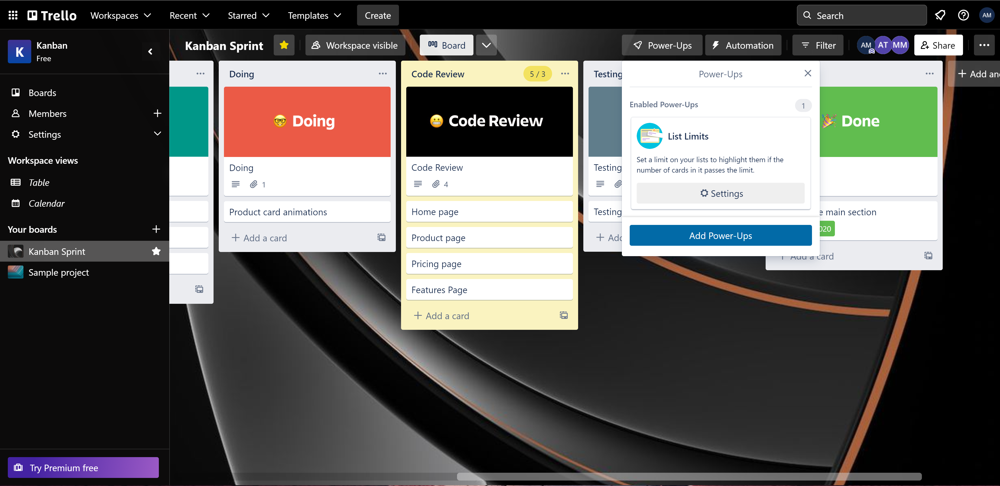 Trello Workspaces Recent Starred Templates Create Search AM
K Kanban
Free
Boards
Members
Settings
Workspace views
Table
Calendar
Your boards
Kanban Sprint
Sample project
Try Premium free
Kanban Sprint Workspace visible Board Power-Ups Automation Filter AM AT MM Share
Doing
Doing
Doing
1
Product card animations
Add a card
Code Review 5 / 3
Code Review
Code Review
4
Home page
Product page
Pricing page
Features Page
Add a card
Testing
Testing
Testing
Add
Power-Ups
Enabled Power-Ups 1
List Limits
Set a limit on your lists to highlight them if the
number of cards in it passes the limit.
Settings
Add Power-Ups
Done
e main section
020
Add a card
Add an